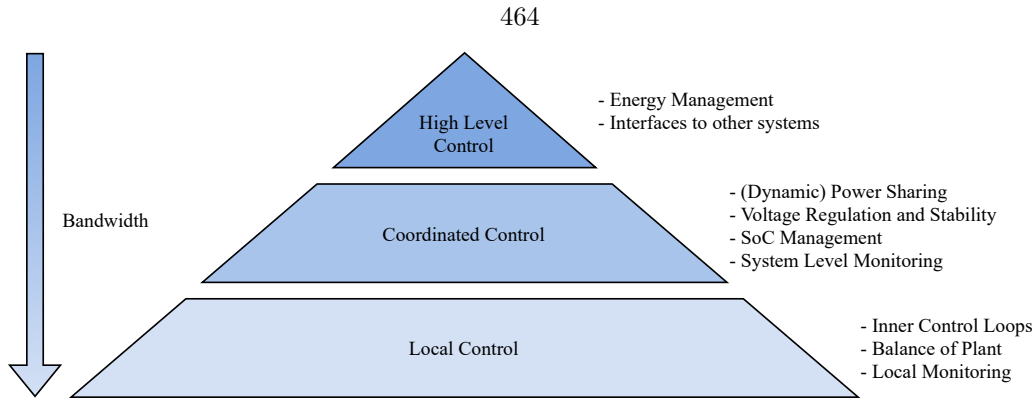 464
High Level
Control
- Energy Management
- Interfaces to other systems
Bandwidth
Coordinated Control
- (Dynamic) Power Sharing
- Voltage Regulation and Stability
- SoC Management
- System Level Monitoring
Local Control
- Inner Control Loops
- Balance of Plant
- Local Monitoring